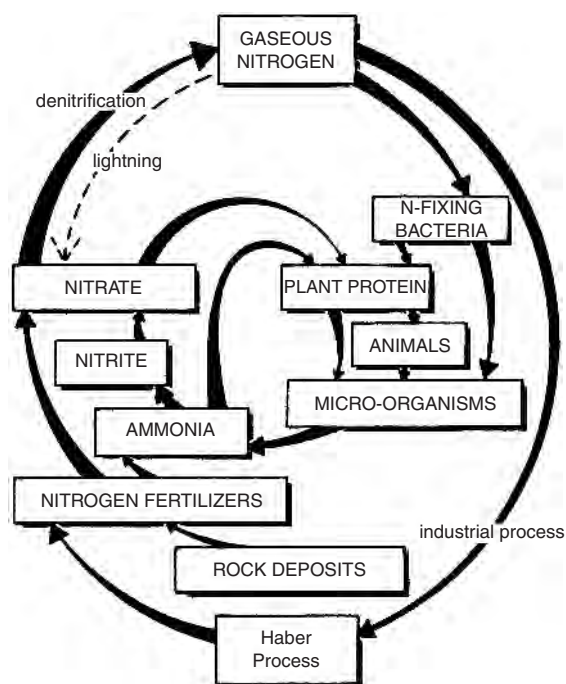 GASEOUS
NITROGEN
denitrification
lightning
N-FIXING
BACTERIA
NITRATE
PLANT PROTEIN
NITRITE
ANIMALS
MICRO-ORGANISMS
AMMONIA
NITROGEN FERTILIZERS
industrial process
ROCK DEPOSITS
Haber
Process